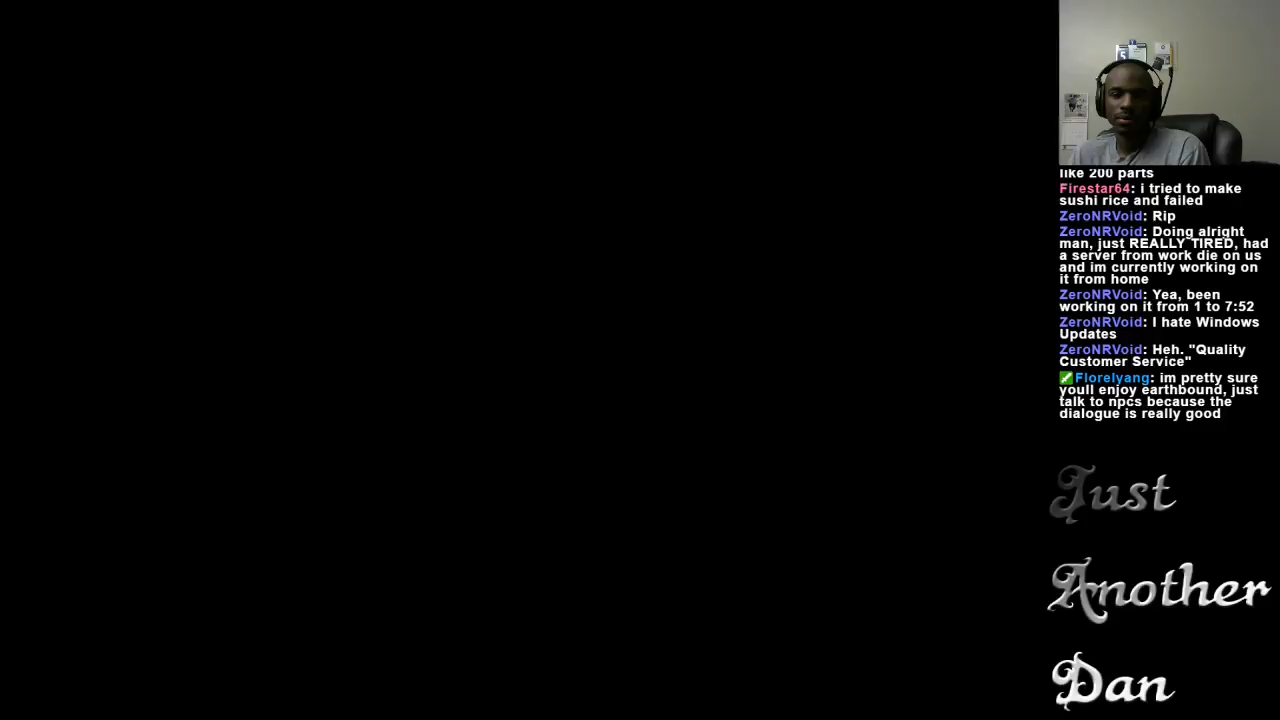 5
like 200 parts
Firestar64: i tried to make
sushi rice and failed
ZeroNRVoid: Rip
ZeroNRVoid: Doing alright
man, just REALLY TIRED, had
a server from work die on us
and im currently working on
it from home
ZeroNRVoid: Yea, been
working on it from 1 to 7:52
ZeroNRVoid: I hate Windows
Updates
ZeroNRVoid: Heh. "Quality
Customer Service"
Florelyang: im pretty sure
youll enjoy earthbound, just
talk to npcs because the
dialogue is really good
Just
Another
Dan